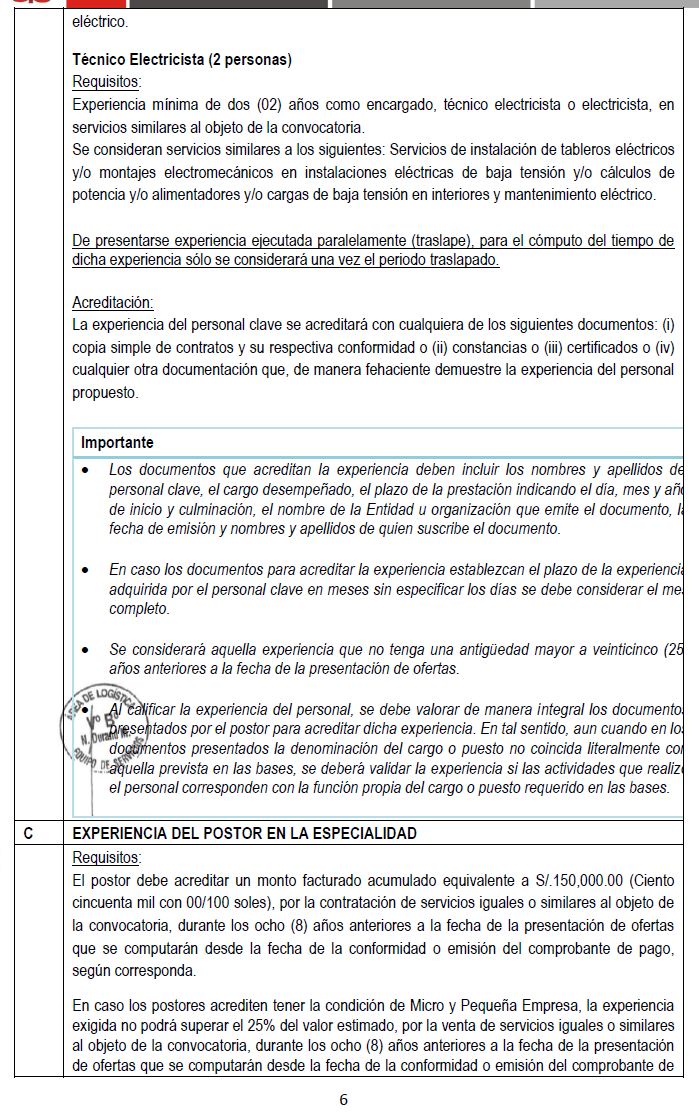 eléctrico.
Técnico Electricista (2 personas)
Requisitos:
Experiencia mínima de dos (02) años como encargado, técnico electricista o electricista, en
servicios similares al objeto de la convocatoria.
Se consideran servicios similares a los siguientes: Servicios de instalación de tableros eléctricos
y/o montajes electromecánicos en instalaciones eléctricas de baja tensión y/o cálculos de
potencia y/o alimentadores y/o cargas de baja tensión en interiores y mantenimiento eléctrico.
De presentarse experiencia ejecutada paralelamente (traslape), para el cómputo del tiempo de
dicha experiencia sólo se considerará una vez el periodo traslapado.
Acreditación:
La experiencia del personal clave se acreditará con cualquiera de los siguientes documentos: (i)
copia simple de contratos y su respectiva conformidad o (ii) constancias o (iii) certificados o (iv)
cualquier otra documentación que, de manera fehaciente demuestre la experiencia del personal
propuesto.
Importante
• Los documentos que acreditan la experiencia deben incluir los nombres y apellidos de
personal clave, el cargo desempeñado, el plazo de la prestación indicando el día, mes y añ
de inicio y culminación, el nombre de la Entidad u organización que emite el documento, l
fecha de emisión y nombres y apellidos de quien suscribe el documento.
• En caso los documentos para acreditar la experiencia establezcan el plazo de la experienci
adquirida por el personal clave en meses sin especificar los días se debe considerar el me
completo.
• Se considerará aquella experiencia que no tenga una antigüedad mayor a veinticinco (25
años anteriores a la fecha de la presentación de ofertas.
• Al calificar la experiencia del personal, se debe valorar de manera integral los documento
presentados por el postor para acreditar dicha experiencia. En tal sentido, aun cuando en lo
documentos presentados la denominación del cargo o puesto no coincida literalmente co
aquella prevista en las bases, se deberá validar la experiencia si las actividades que realiz
el personal corresponden con la función propia del cargo o puesto requerido en las bases.
AREA DE LOGISTICA
V° B°
N. Durand M.
EQUIPO DE SERVICIOS
C EXPERIENCIA DEL POSTOR EN LA ESPECIALIDAD
Requisitos:
El postor debe acreditar un monto facturado acumulado equivalente a S/.150,000.00 (Ciento
cincuenta mil con 00/100 soles), por la contratación de servicios iguales o similares al objeto de
la convocatoria, durante los ocho (8) años anteriores a la fecha de la presentación de ofertas
que se computarán desde la fecha de la conformidad o emisión del comprobante de pago,
según corresponda.
En caso los postores acrediten tener la condición de Micro y Pequeña Empresa, la experiencia
exigida no podrá superar el 25% del valor estimado, por la venta de servicios iguales o similares
al objeto de la convocatoria, durante los ocho (8) años anteriores a la fecha de la presentación
de ofertas que se computarán desde la fecha de la conformidad o emisión del comprobante de
6